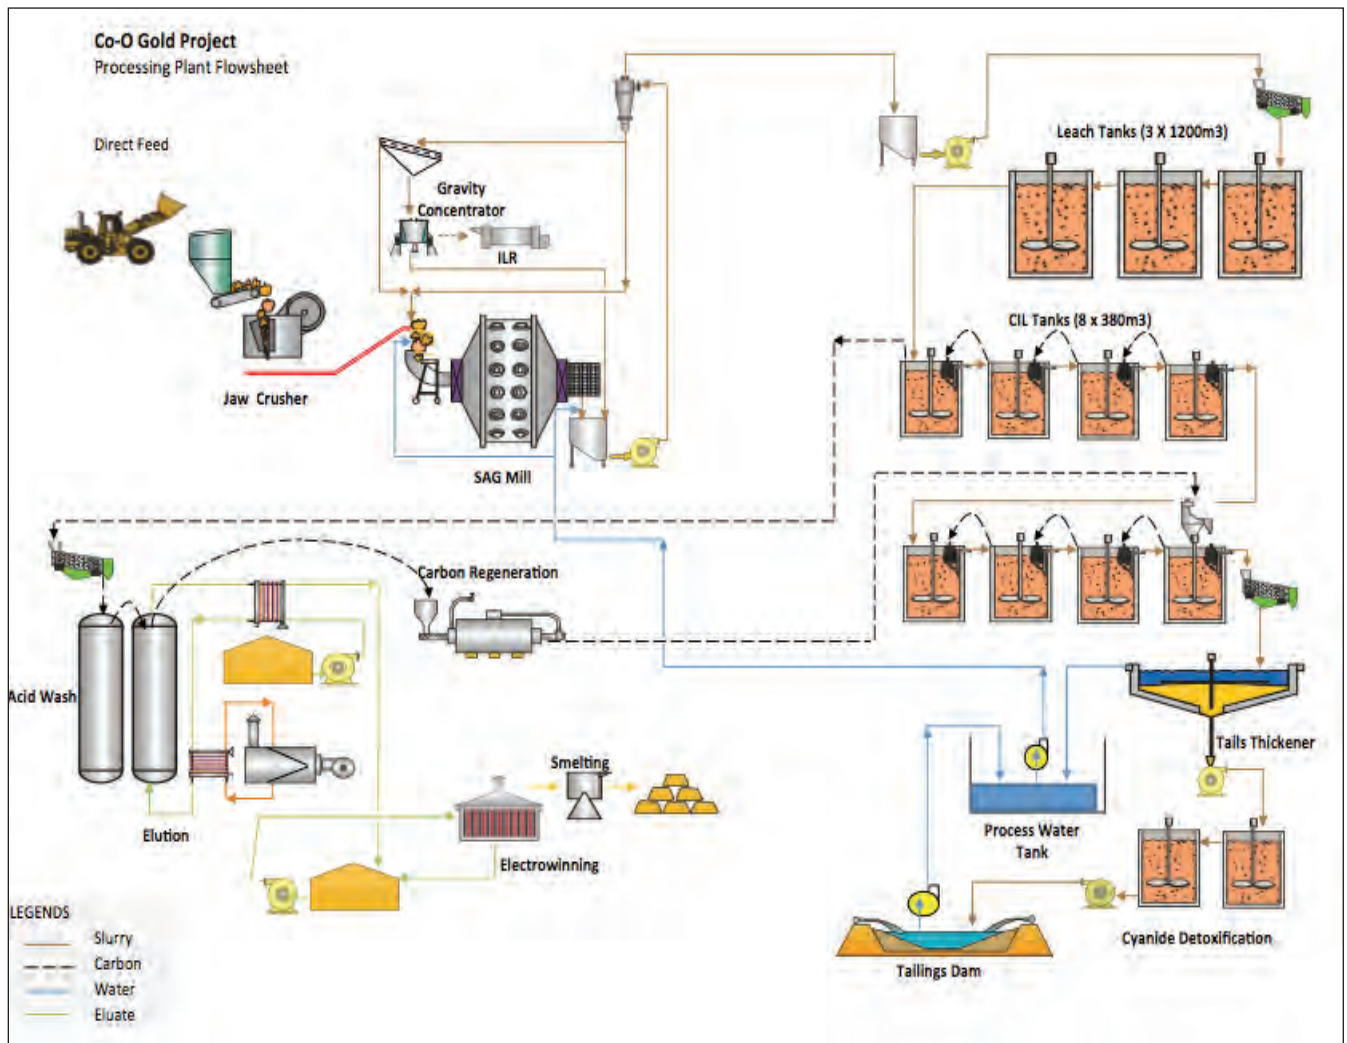 Co-O Gold Project
Processing Plant Flowsheet
Direct Feed
Leach Tanks (3 X 1200m3)
Gravity
Concentrator
ILR
CIL Tanks (8 x 380m3)
Jaw Crusher
SAG Mill
Carbon Regeneration
Acid Wash
Tails Thickener
Smelting
Process Water
Tank
Elution
Electrowinning
LEGENDS
Slurry
Carbon
Water
Eluate
Cyanide Detoxification
Tallings Dam